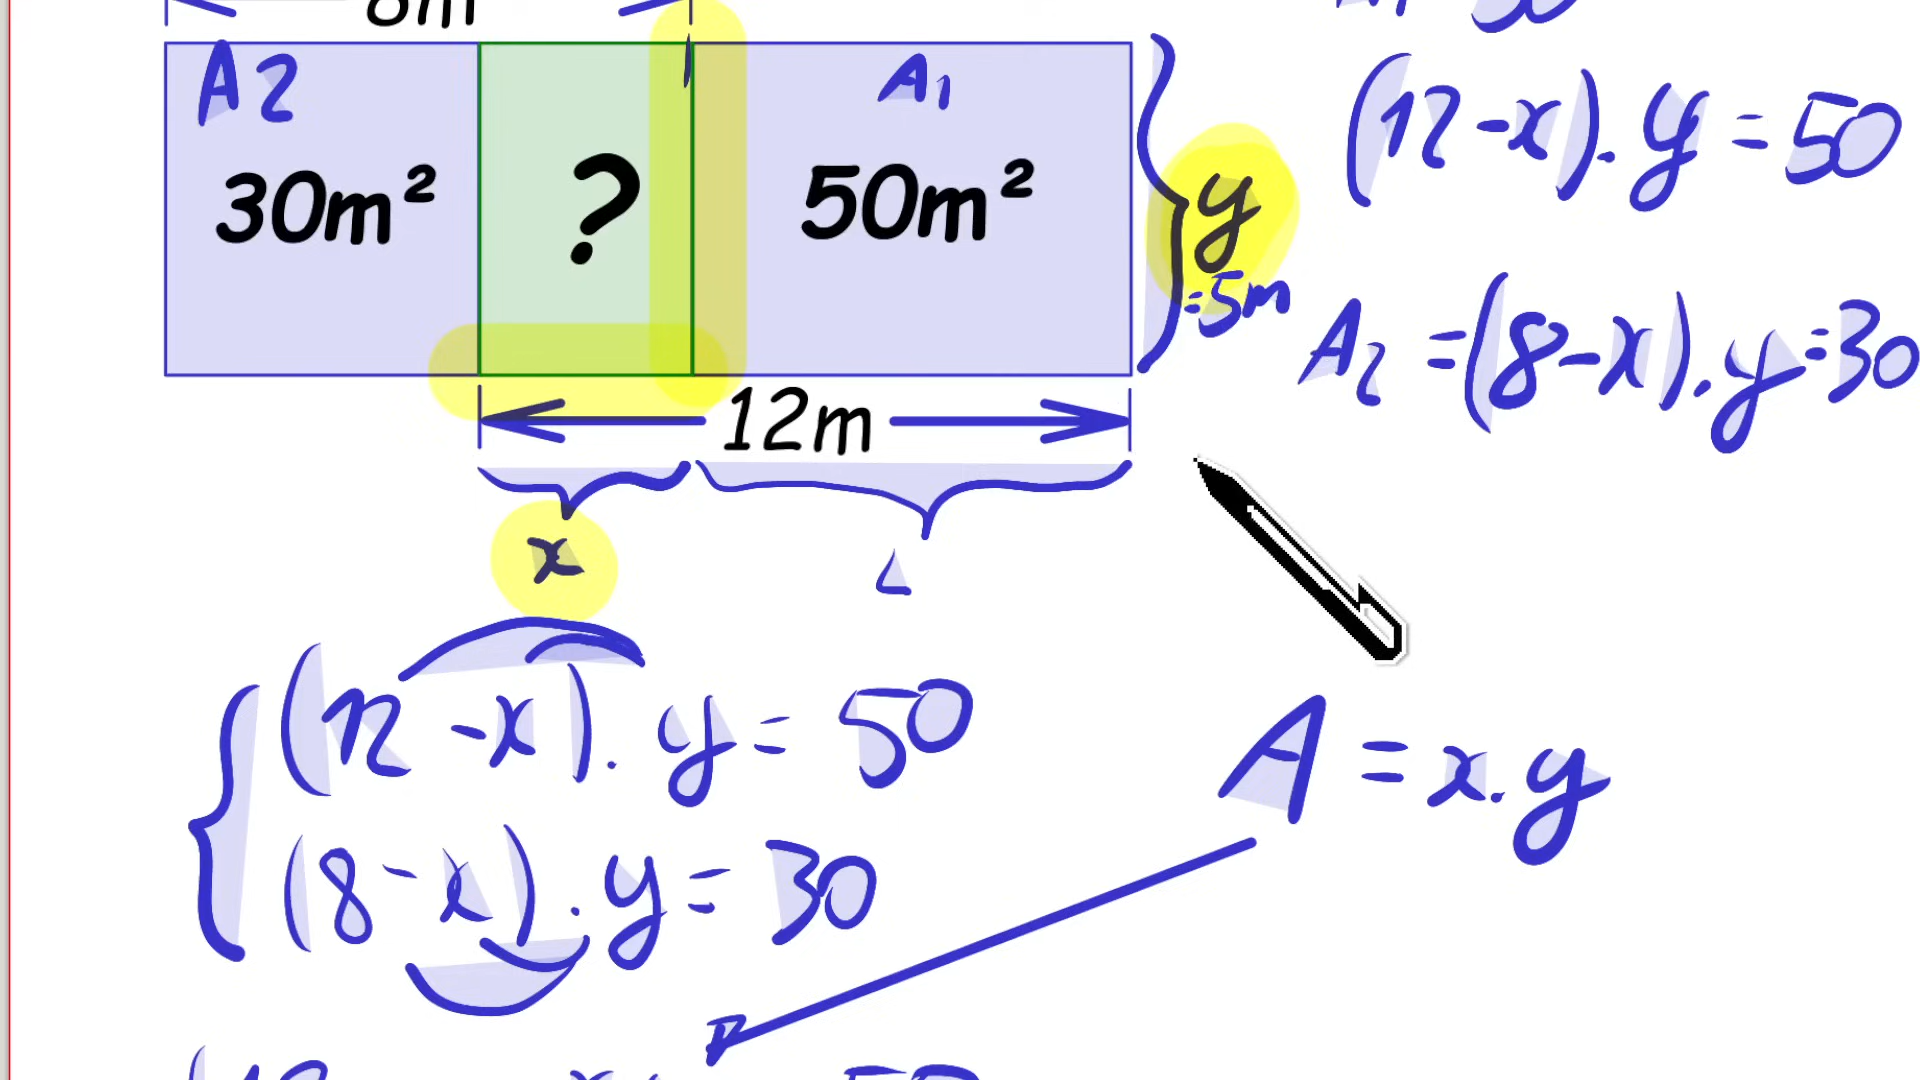 8m
A2
A1
30m²
?
50m²
y
=5m
12m
x
(12-x).y=50
A2=(8-x).y=30
(12-x).y=50
(8-x).y=30
A=x.y